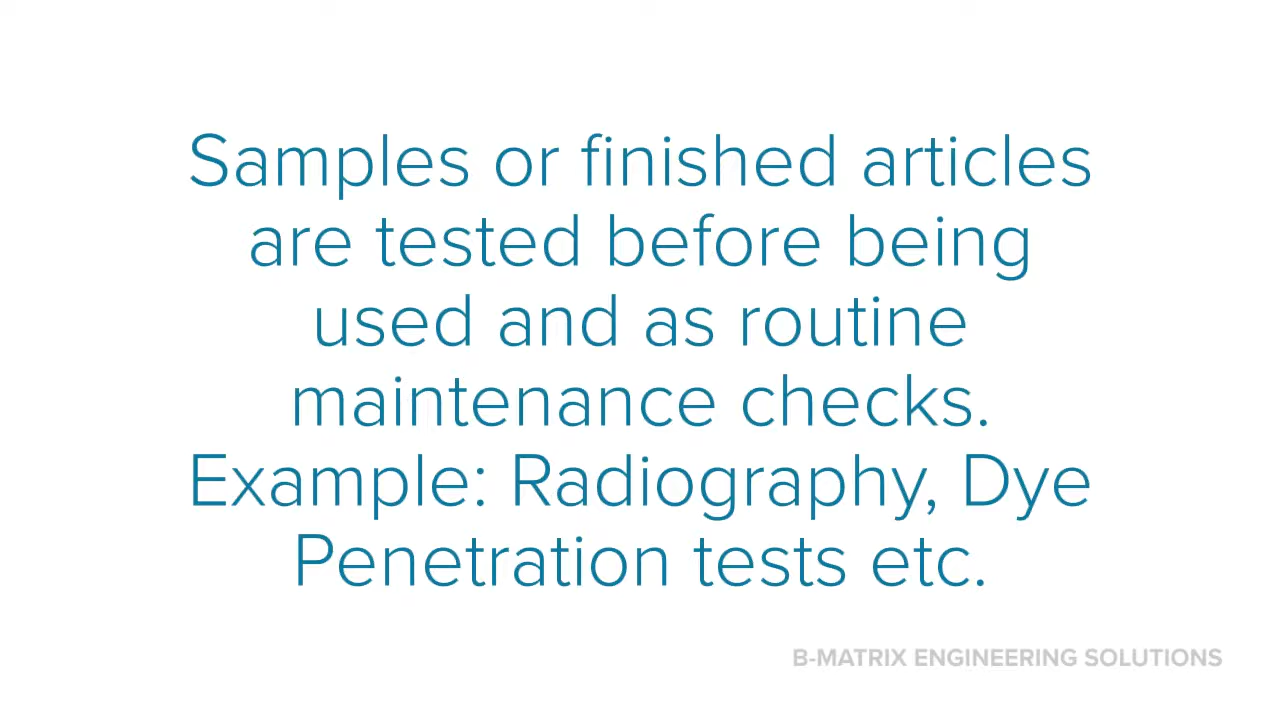 Samples or finished articles
are tested before being
used and as routine
maintenance checks.
Example: Radiography, Dye
Penetration tests etc.
B-MATRIX ENGINEERING SOLUTIONS